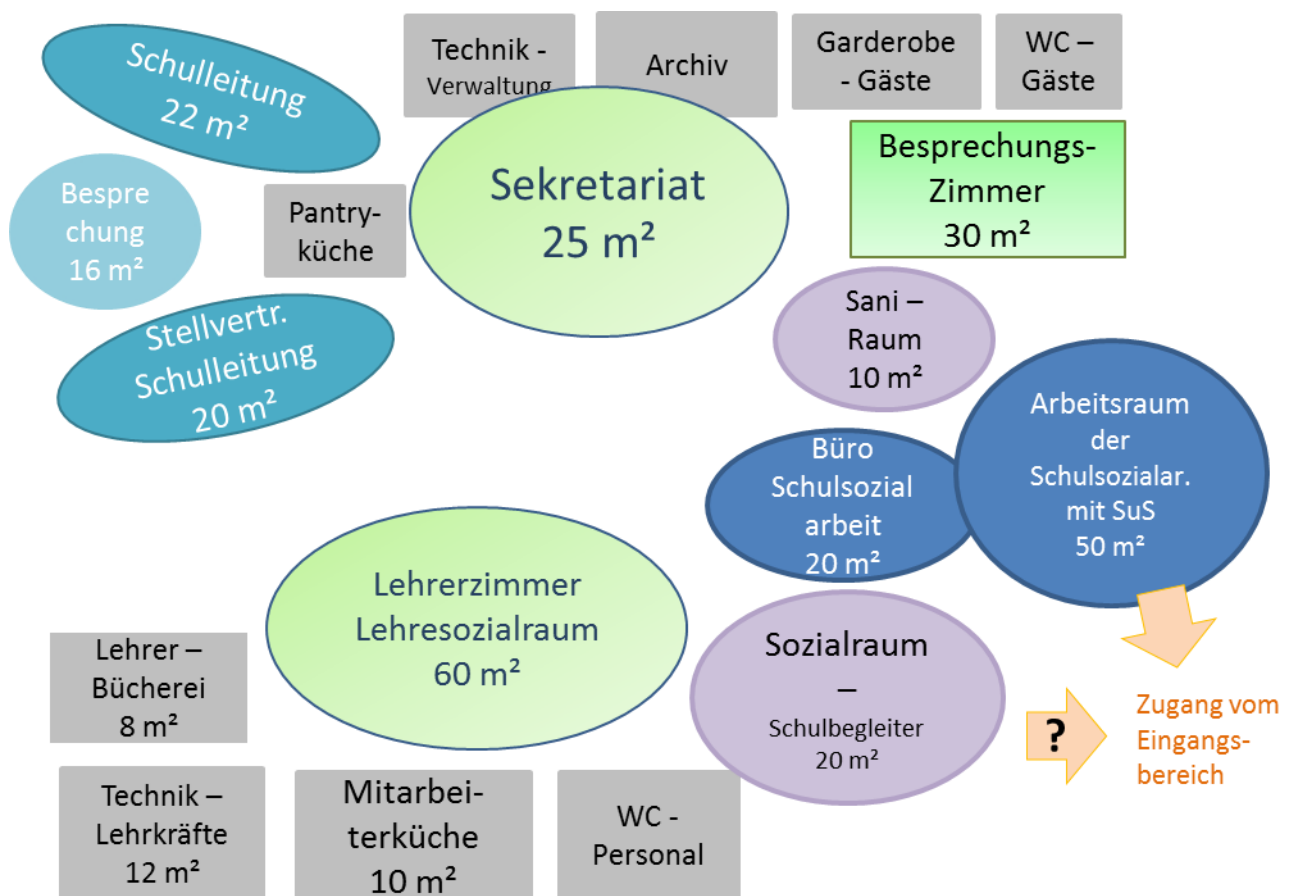 Schulleitung
22 m²
Technik -
Verwaltung
Archiv
Garderobe
- Gäste
WC –
Gäste
Bespre
chung
16 m²
Pantry-
küche
Sekretariat
25 m²
Besprechungs-
Zimmer
30 m²
Stellvertr.
Schulleitung
20 m²
Sani –
Raum
10 m²
Büro
Schulsozial
arbeit
20 m²
Arbeitsraum
der
Schulsozialar.
mit SuS
50 m²
Lehrerzimmer
Lehresozialraum
60 m²
Sozialraum
–
Schulbegleiter
20 m²
?
Zugang vom
Eingangs-
bereich
Lehrer –
Bücherei
8 m²
Technik –
Lehrkräfte
12 m²
Mitarbei-
terküche
10 m²
WC -
Personal